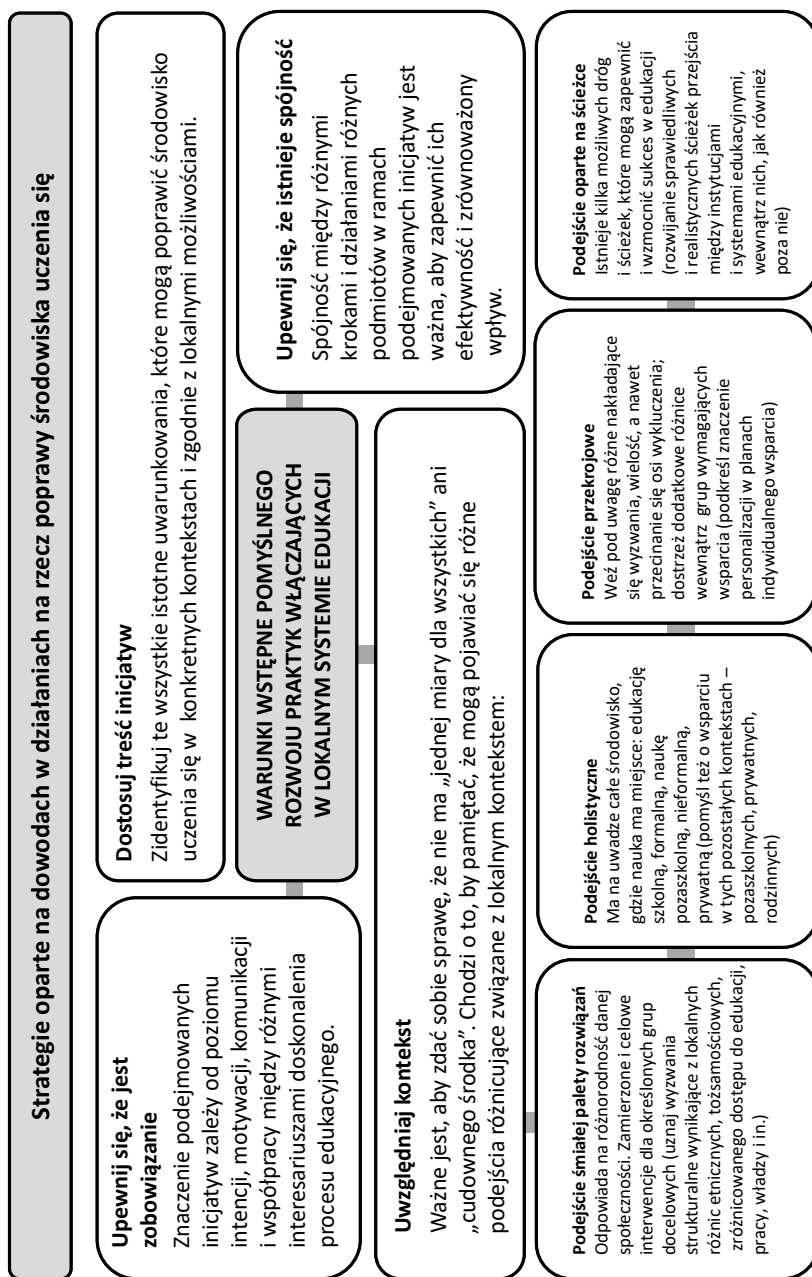 Strategie oparte na dowodach w działaniach na rzecz poprawy środowiska uczenia się
Upewnij się, że jest
zobowiązanie
Znaczenie podejmowanych
inicjatyw zależy od poziomu
intencji, motywacji, komunikacji
i współpracy między różnymi
interesariuszami doskonalenia
procesu edukacyjnego.
Dostosuj treść inicjatyw
Zidentyfikuj te wszystkie istotne uwarunkowania, które mogą poprawić środowisko
uczenia się w konkretnych kontekstach i zgodnie z lokalnymi możliwościami.
WARUNKI WSTĘPNE POMYŚLNEGO
ROZWOJU PRAKTYK WŁĄCZAJĄCYCH
W LOKALNYM SYSTEMIE EDUKACJI
Upewnij się, że istnieje spójność
Spójność między różnymi
krokami i działaniami różnych
podmiotów w ramach
podejmowanych inicjatyw jest
ważna, aby zapewnić ich
efektywność i zrównoważony
wpływ.
Uwzględniaj kontekst
Ważne jest, aby zdać sobie sprawę, że nie ma „jednej miary dla wszystkich” ani
„cudownego środka”. Chodzi o to, by pamiętać, że mogą pojawiać się różne
podejścia różnicujące związane z lokalnym kontekstem:
Podejście śmiałej palety rozwiązań
Odpowiada na różnorodność danej
społeczności. Zamierzone i celowe
interwencje dla określonych grup
docelowych (uznaj wyzwania
strukturalne wynikające z lokalnych
różnic etnicznych, tożsamościowych,
zróżnicowanego dostępu do edukacji,
pracy, władzy i in.)
Podejście holistyczne
Ma na uwadze całe środowisko,
gdzie nauka ma miejsce: edukację
szkolną, formalną, naukę
pozaszkolną, nieformalną,
prywatną (pomyśl też o wsparciu
w tych pozostałych kontekstach –
pozaszkolnych, prywatnych,
rodzinnych)
Podejście przekrojowe
Weź pod uwagę różne nakładające
się wyzwania, wielość, a nawet
przecinanie się osi wykluczenia;
dostrzeż dodatkowe różnice
wewnątrz grup wymagających
wsparcia (podkreśl znaczenie
personalizacji w planach
indywidualnego wsparcia)
Podejście oparte na ścieżce
Istnieje kilka możliwych dróg
i ścieżek, które mogą zapewnić
i wzmocnić sukces w edukacji
(rozwijanie sprawiedliwych
i realistycznych ścieżek przejścia
między instytucjami
i systemami edukacyjnymi,
wewnątrz nich, jak również
poza nie)